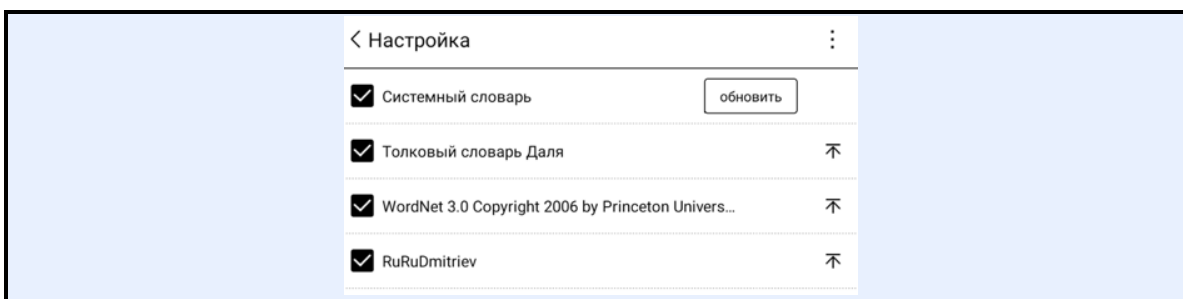 Настройка
Системный словарь обновить
Толковый словарь Даля
WordNet 3.0 Copyright 2006 by Princeton Univers...
RuRuDmitriev